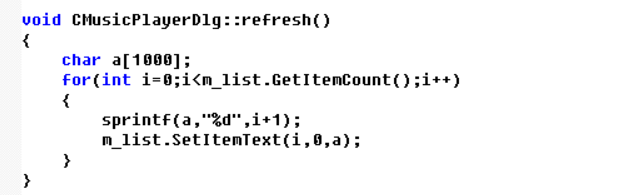 void CMusicPlayerDlg::refresh()
{
    char a[1000];
    for(int i=0;i<m_list.GetItemCount();i++)
    {
        sprintf(a,"%d",i+1);
        m_list.SetItemText(i,0,a);
    }
}